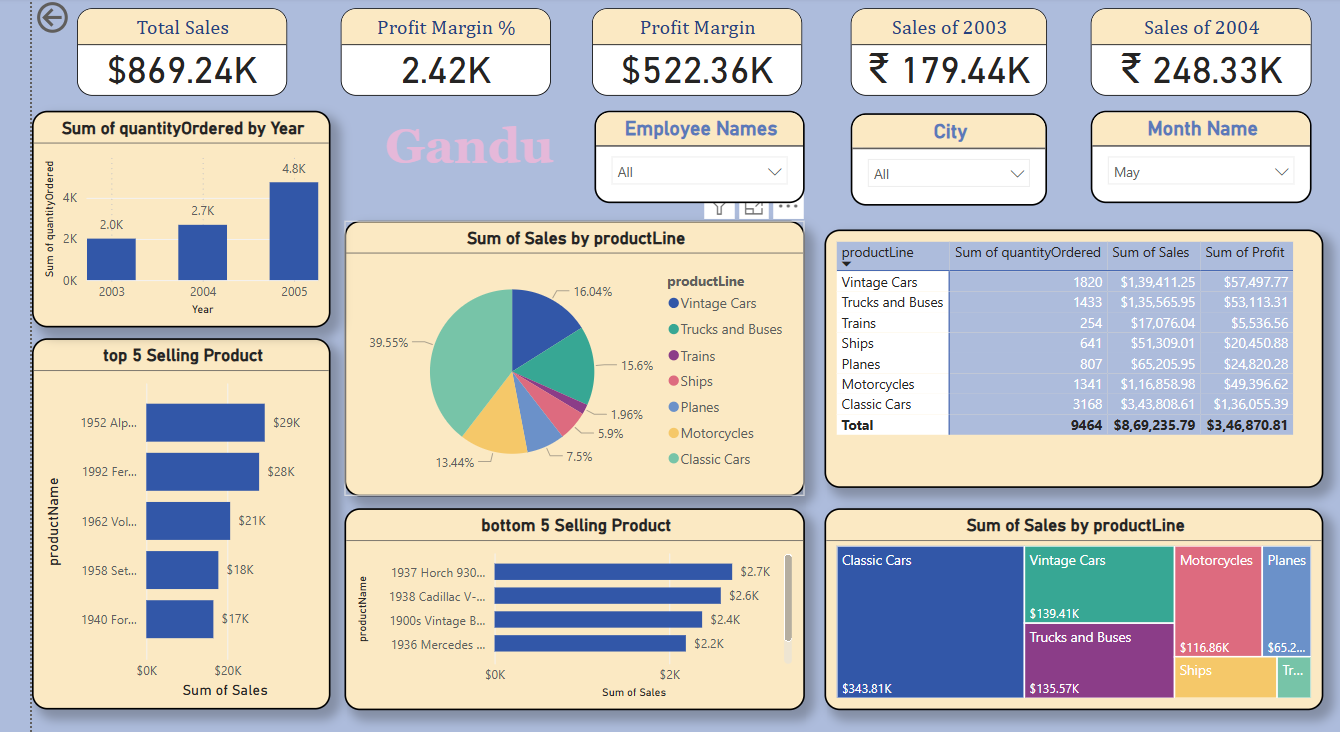 Total Sales
$869.24K
Profit Margin %
2.42K
Profit Margin
$522.36K
Sales of 2003
₹ 179.44K
Sales of 2004
₹ 248.33K
Sum of quantityOrdered by Year
Sum of quantityOrdered
4K
2K
0K
2.0K
2.7K
4.8K
2003 2004 2005
Year
Gandu
Employee Names
All
City
All
Month Name
May
Sum of Sales by productLine
16.04%
15.6%
1.96%
5.9%
7.5%
13.44%
39.55%
productLine
Vintage Cars
Trucks and Buses
Trains
Ships
Planes
Motorcycles
Classic Cars
productLine Sum of quantityOrdered Sum of Sales Sum of Profit
Vintage Cars 1820 $1,39,411.25 $57,497.77
Trucks and Buses 1433 $1,35,565.95 $53,113.31
Trains 254 $17,076.04 $5,536.56
Ships 641 $51,309.01 $20,450.88
Planes 807 $65,205.95 $24,820.28
Motorcycles 1341 $1,16,858.98 $49,396.62
Classic Cars 3168 $3,43,808.61 $1,36,055.39
Total 9464 $8,69,235.79 $3,46,870.81
top 5 Selling Product
productName
1952 Alp... $29K
1992 Fer... $28K
1962 Vol... $21K
1958 Set... $18K
1940 For... $17K
$0K $20K
Sum of Sales
bottom 5 Selling Product
productName
1937 Horch 930... $2.7K
1938 Cadillac V-... $2.6K
1900s Vintage B... $2.4K
1936 Mercedes ... $2.2K
$0K $2K
Sum of Sales
Sum of Sales by productLine
Classic Cars
$343.81K
Vintage Cars
$139.41K
Trucks and Buses
$135.57K
Motorcycles
$116.86K
Planes
$65.2...
Ships
Tr...